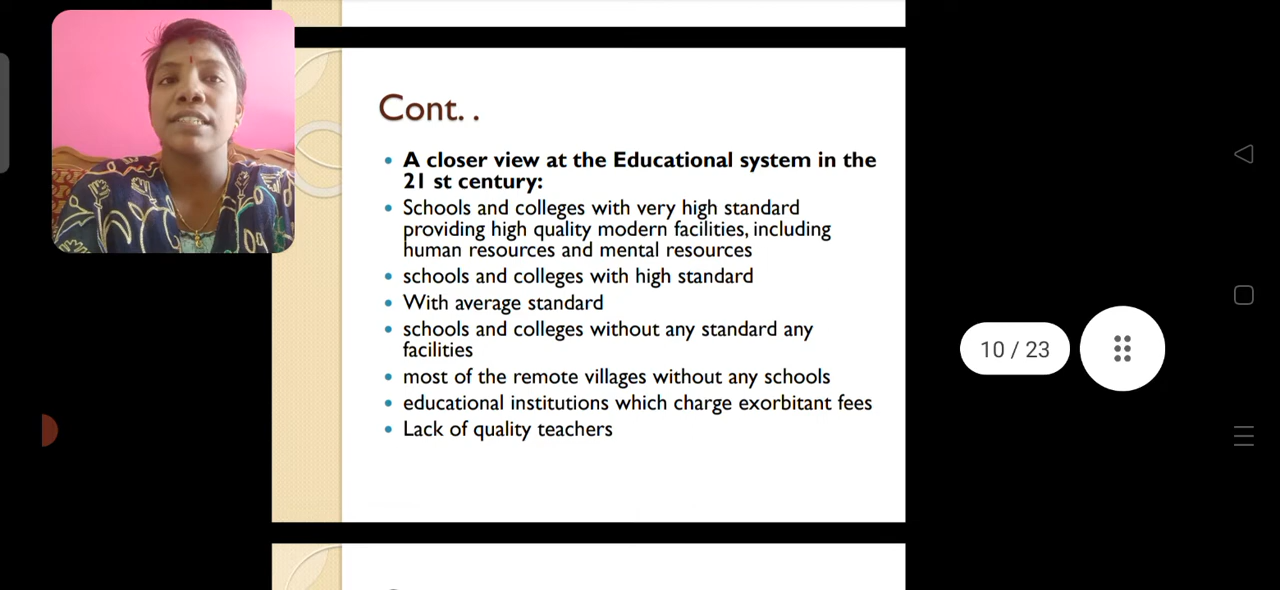 Cont. .
• A closer view at the Educational system in the
21 st century:
• Schools and colleges with very high standard
providing high quality modern facilities, including
human resources and mental resources
• schools and colleges with high standard
• With average standard
• schools and colleges without any standard any
facilities
• most of the remote villages without any schools
• educational institutions which charge exorbitant fees
• Lack of quality teachers
10 / 23